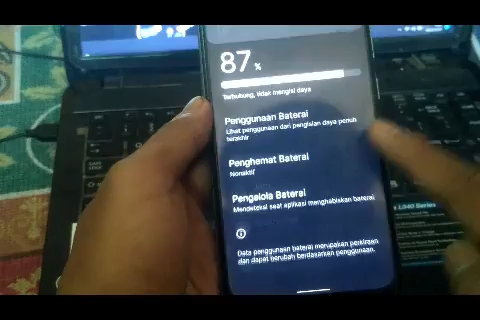 87 %
Terhubung, tidak mengisi daya
Penggunaan Baterai
Lihat penggunaan dari pengisian daya penuh
terakhir
Penghemat Baterai
Nonaktif
Pengelola Baterai
Mendeteksi saat aplikasi menghabiskan baterai
Data penggunaan baterai merupakan perkiraan
dan dapat berubah berdasarkan penggunaan.